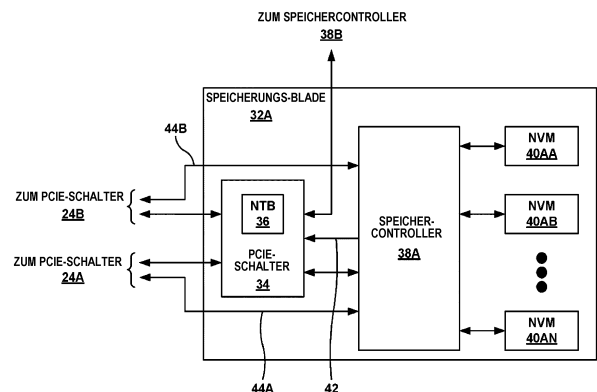 ZUM SPEICHERCONTROLLER
38B
SPEICHERUNGS-BLADE
32A
44B
NVM
40AA
ZUM PCIE-SCHALTER
24B
NTB
36
SPEICHER-
CONTROLLER
38A
NVM
40AB
PCIE-
SCHALTER
34
ZUM PCIE-SCHALTER
24A
NVM
40AN
44A
42